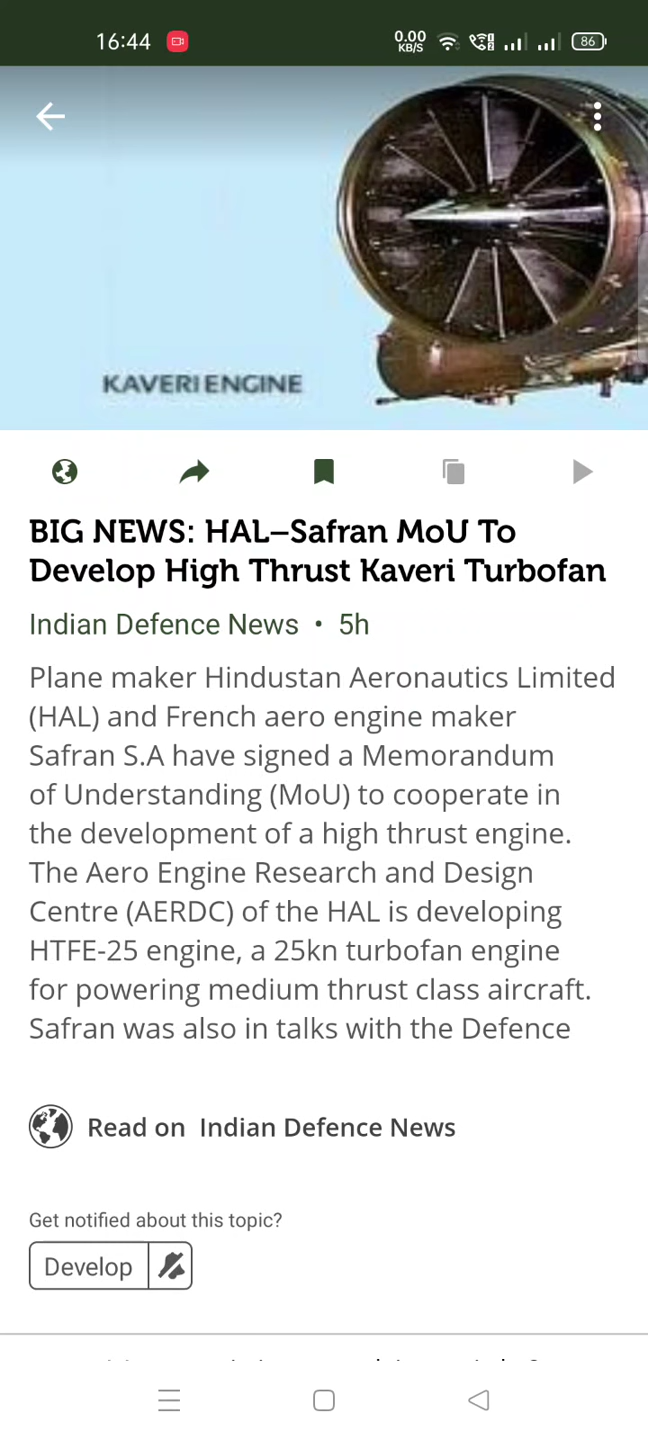 16:44
0.00
KB/S
86
KAVERI ENGINE
BIG NEWS: HAL–Safran MoU To
Develop High Thrust Kaveri Turbofan
Indian Defence News • 5h
Plane maker Hindustan Aeronautics Limited
(HAL) and French aero engine maker
Safran S.A have signed a Memorandum
of Understanding (MoU) to cooperate in
the development of a high thrust engine.
The Aero Engine Research and Design
Centre (AERDC) of the HAL is developing
HTFE-25 engine, a 25kn turbofan engine
for powering medium thrust class aircraft.
Safran was also in talks with the Defence
Read on Indian Defence News
Get notified about this topic?
Develop